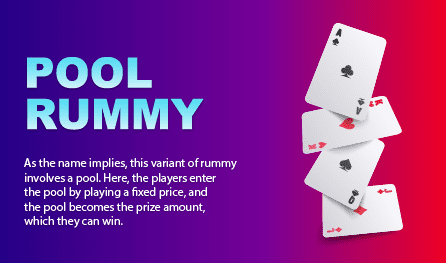 POOL
RUMMY
As the name implies, this variant of rummy
involves a pool. Here, the players enter
the pool by playing a fixed price, and
the pool becomes the prize amount,
which they can win.
A
A
K
K
Q
J
J